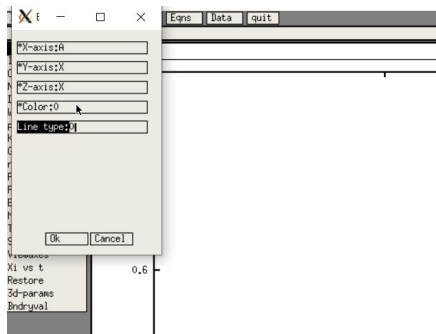 E
Eqns Data quit
*X-axis:A
*Y-axis:X
*Z-axis:X
*Color:0
Line type:0
Ok Cancel
Viewaxes
Xi vs t
Restore
3d-params
Bndryval
0.6